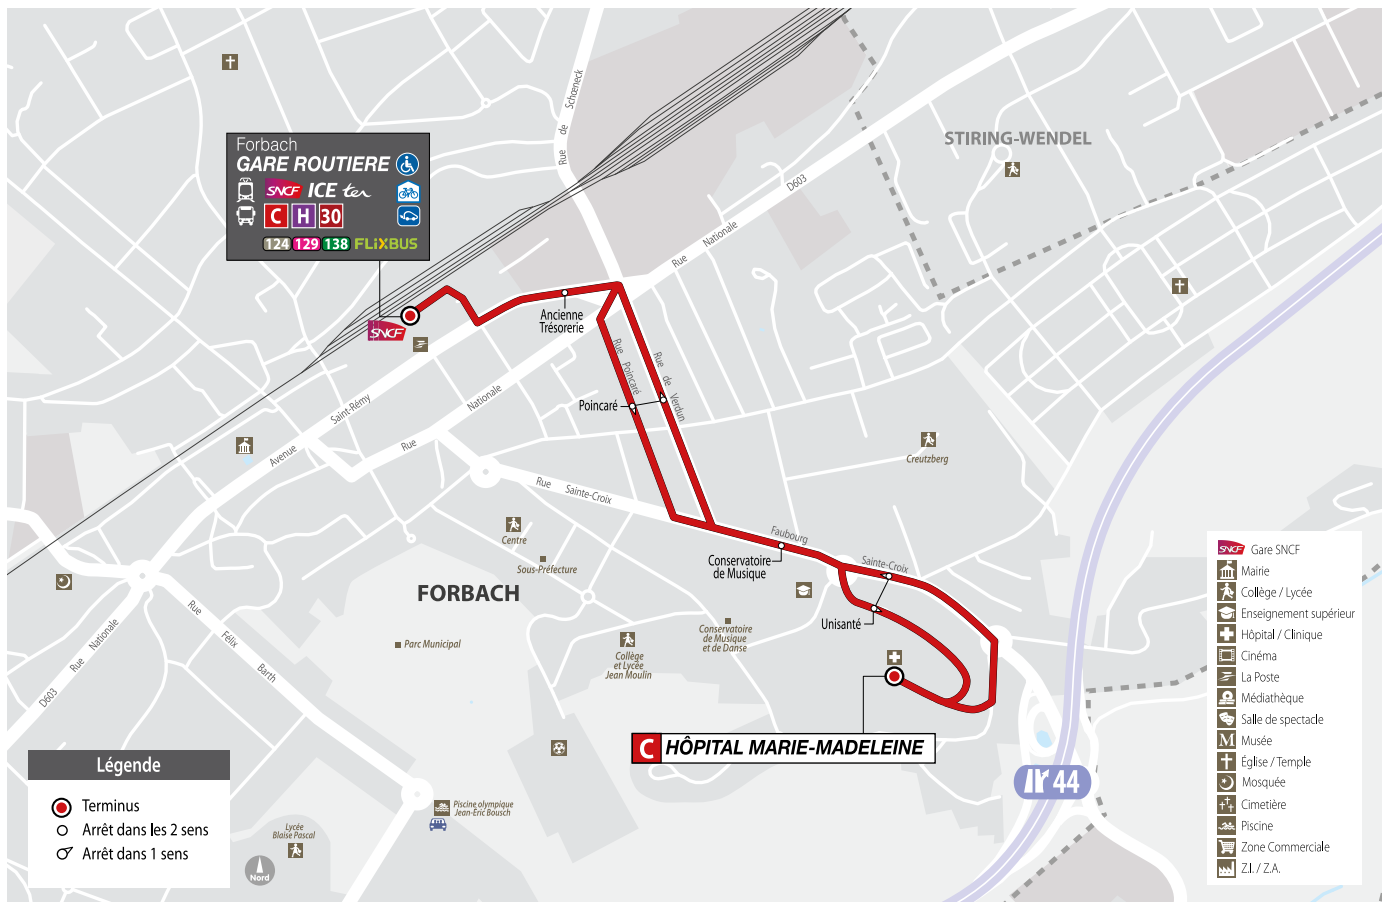 Forbach
GARE ROUTIERE
SNCF ICE ter
C H 30
124 129 138 FLiXBUS
SNCF
STIRING-WENDEL
Rue de Schœneck
D603
Rue Nationale
Ancienne
Trésorerie
Rue Poincaré
Rue de Verdun
Poincaré
Avenue Saint-Rémy
Rue Nationale
Rue Sainte-Croix
Creutzberg
Centre
Sous-Préfecture
FORBACH
Parc Municipal
Collège
et Lycée
Jean Moulin
Conservatoire
de Musique
et de Danse
Conservatoire
de Musique
Faubourg Sainte-Croix
Unisanté
C HÔPITAL MARIE-MADELEINE
44
D603 Rue Nationale
Rue Félix Barth
Piscine olympique
Jean-Eric Bousch
Lycée
Blaise Pascal
Nord
Légende
Terminus
Arrêt dans les 2 sens
Arrêt dans 1 sens
SNCF Gare SNCF
Mairie
Collège / Lycée
Enseignement supérieur
Hôpital / Clinique
Cinéma
La Poste
Médiathèque
Salle de spectacle
M Musée
Église / Temple
Mosquée
Cimetière
Piscine
Zone Commerciale
Z.I. / Z.A.